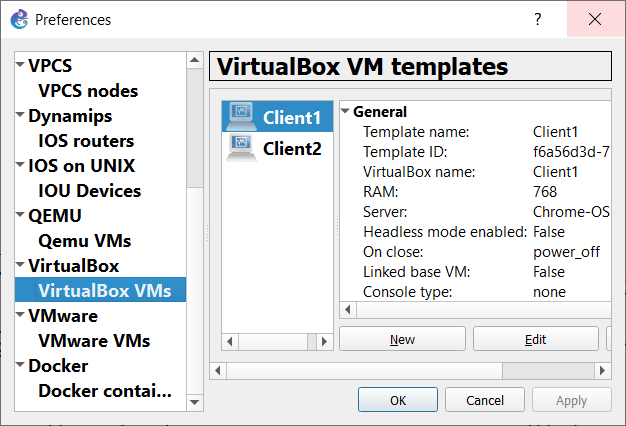 Preferences
?
VPCS
VPCS nodes
Dynamips
IOS routers
IOS on UNIX
IOU Devices
QEMU
Qemu VMs
VirtualBox
VirtualBox VMs
VMware
VMware VMs
Docker
Docker contai...
VirtualBox VM templates
Client1
Client2
General
Template name: Client1
Template ID: f6a56d3d-7
VirtualBox name: Client1
RAM: 768
Server: Chrome-OS
Headless mode enabled: False
On close: power_off
Linked base VM: False
Console type: none
New
Edit
OK
Cancel
Apply